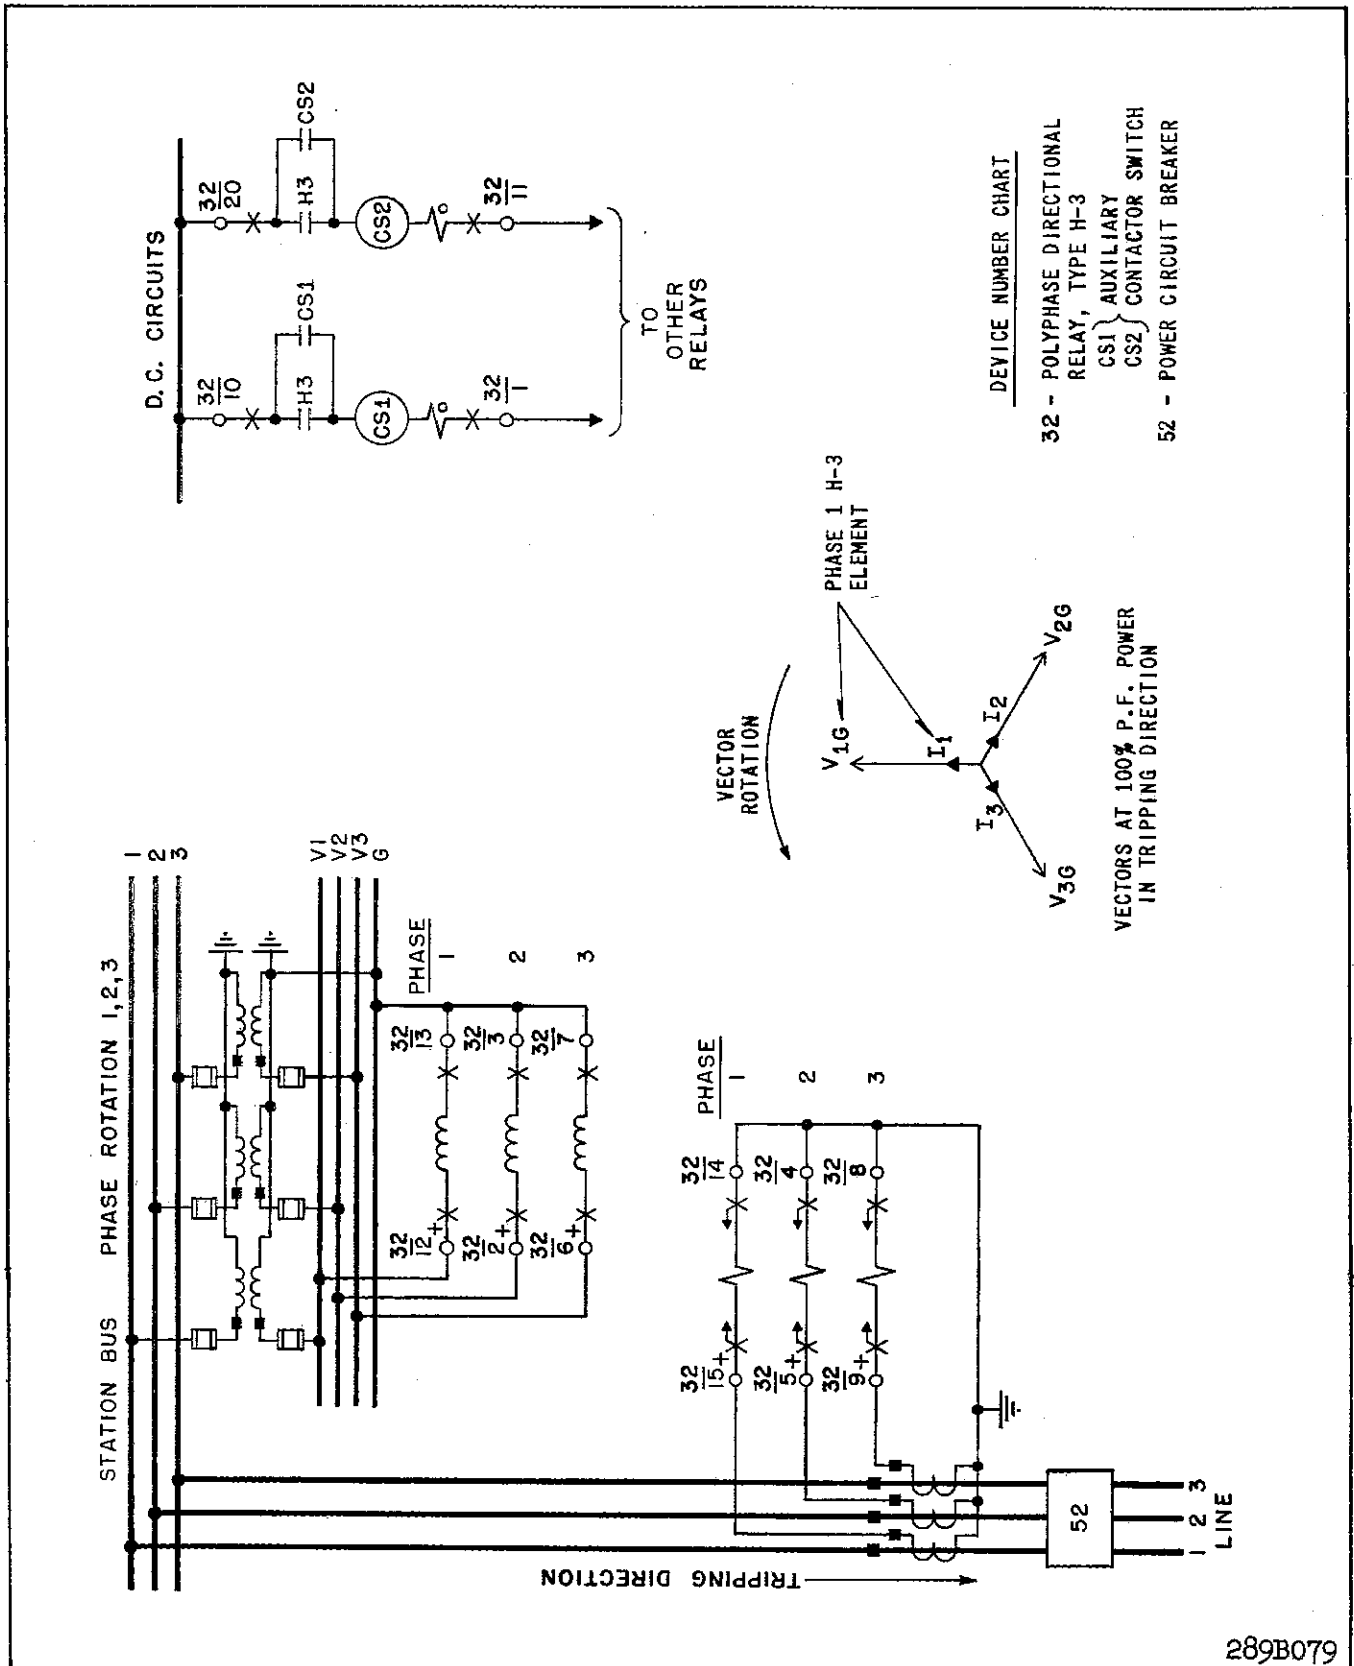 STATION BUS PHASE ROTATION 1,2,3
1
2
3
V1
V2
V3
G
PHASE
32
12
+
32
13
1
32
2
+
32
3
2
32
6
+
32
7
3
PHASE
32
15
+
32
14
1
32
5
+
32
4
2
32
9
+
32
8
3
TRIPPING DIRECTION
52
1
2
3
LINE
D.C. CIRCUITS
32
10
H3
CS1
CS1
32
1
32
20
H3
CS2
CS2
32
11
TO
OTHER
RELAYS
VECTOR
ROTATION
PHASE 1 H-3
ELEMENT
V1G
I1
I2
I3
V2G
V3G
VECTORS AT 100% P.F. POWER
IN TRIPPING DIRECTION
DEVICE NUMBER CHART
32 - POLYPHASE DIRECTIONAL
RELAY, TYPE H-3
CS1 } AUXILIARY
CS2 } CONTACTOR SWITCH
52 - POWER CIRCUIT BREAKER
289B079